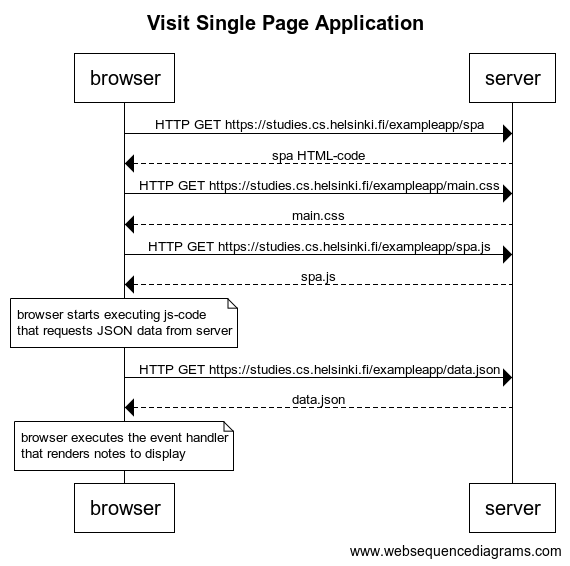 Visit Single Page Application
browser
server
HTTP GET https://studies.cs.helsinki.fi/exampleapp/spa
spa HTML-code
HTTP GET https://studies.cs.helsinki.fi/exampleapp/main.css
main.css
HTTP GET https://studies.cs.helsinki.fi/exampleapp/spa.js
spa.js
browser starts executing js-code
that requests JSON data from server
HTTP GET https://studies.cs.helsinki.fi/exampleapp/data.json
data.json
browser executes the event handler
that renders notes to display
browser
server
www.websequencediagrams.com